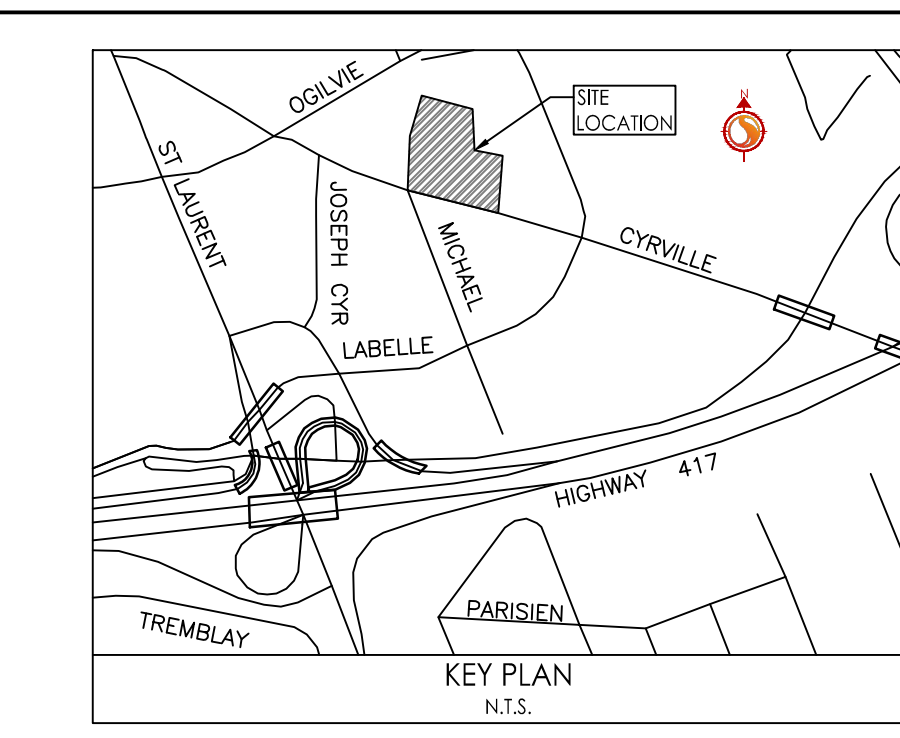 OGILVIE
SITE
LOCATION
N
ST LAURENT
JOSEPH CYR
MICHAEL
CYRVILLE
LABELLE
HIGHWAY 417
PARISIEN
TREMBLAY
KEY PLAN
N.T.S.